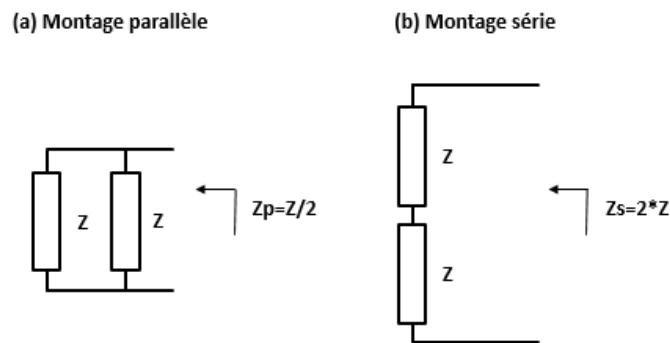 (a) Montage parallèle
(b) Montage série
Z
Z
Zp=Z/2
Z
Z
Zs=2*Z